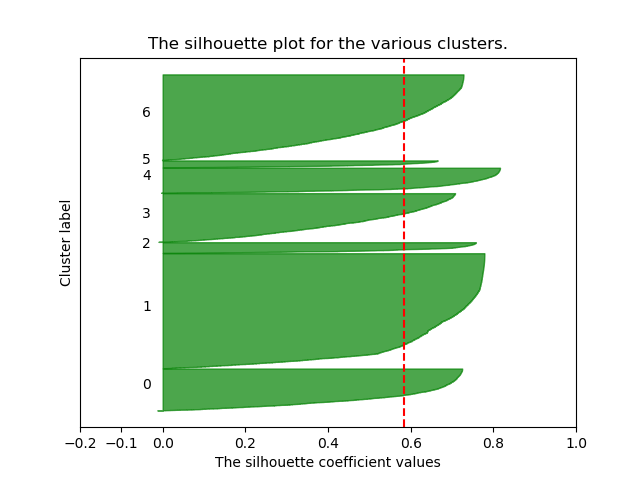 The silhouette plot for the various clusters.
6
5
4
3
2
1
0
Cluster label
−0.2 −0.1 0.0 0.2 0.4 0.6 0.8 1.0
The silhouette coefficient values